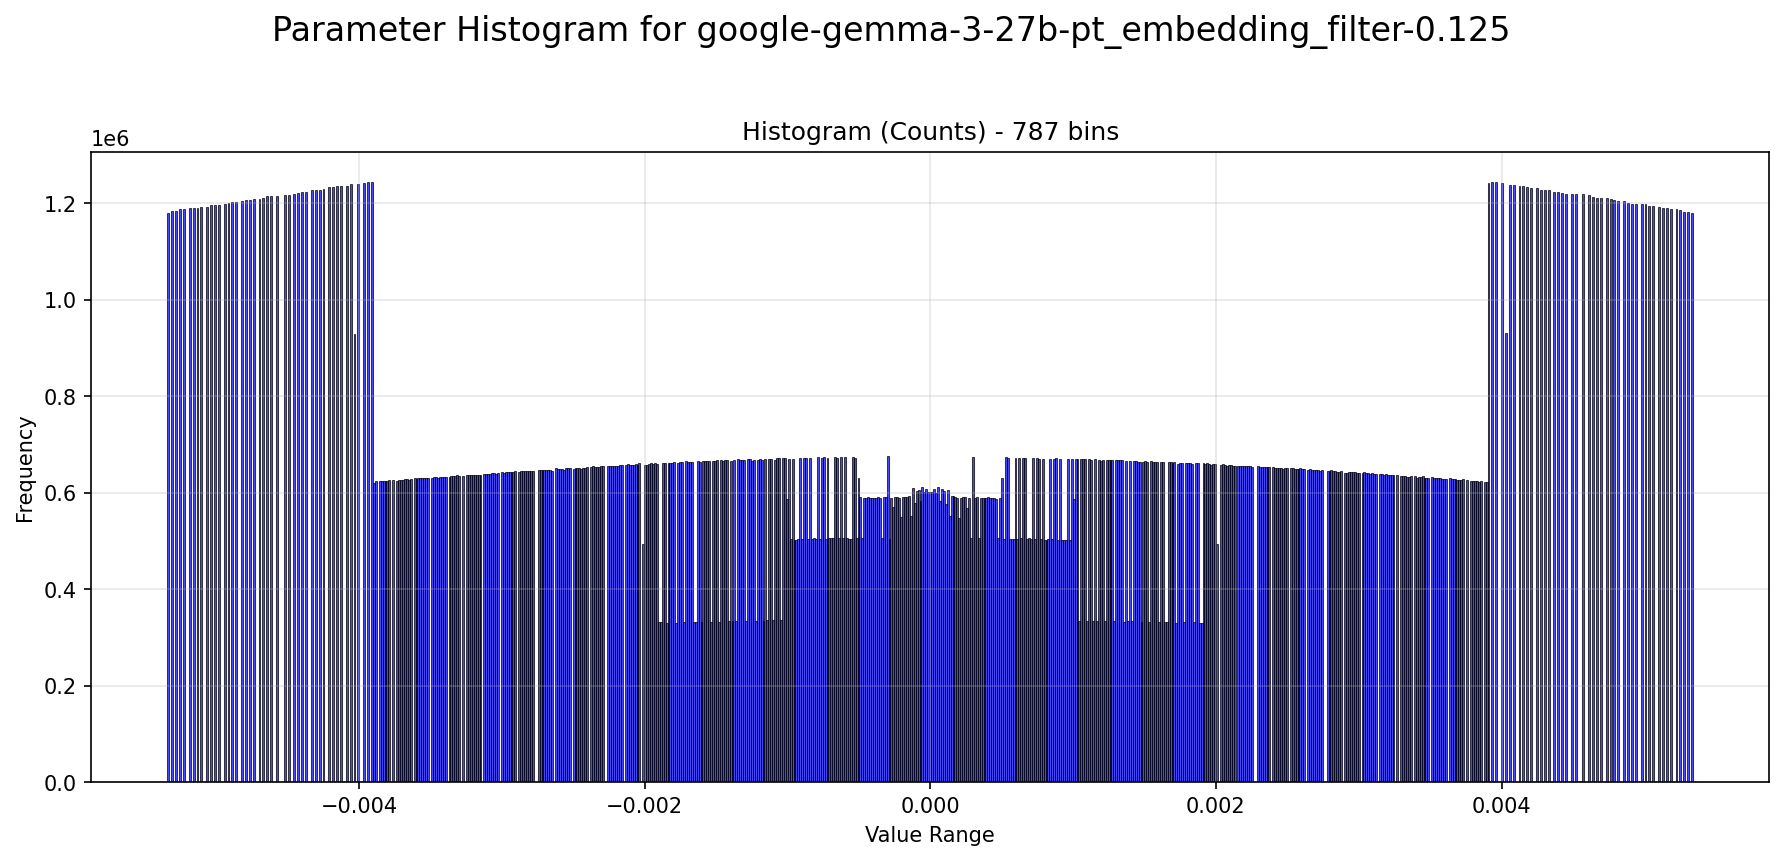 Parameter Histogram for google-gemma-3-27b-pt_embedding_filter-0.125
Histogram (Counts) - 787 bins
1e6
1.2
1.0
0.8
0.6
0.4
0.2
0.0
Frequency
−0.004
−0.002
0.000
0.002
0.004
Value Range